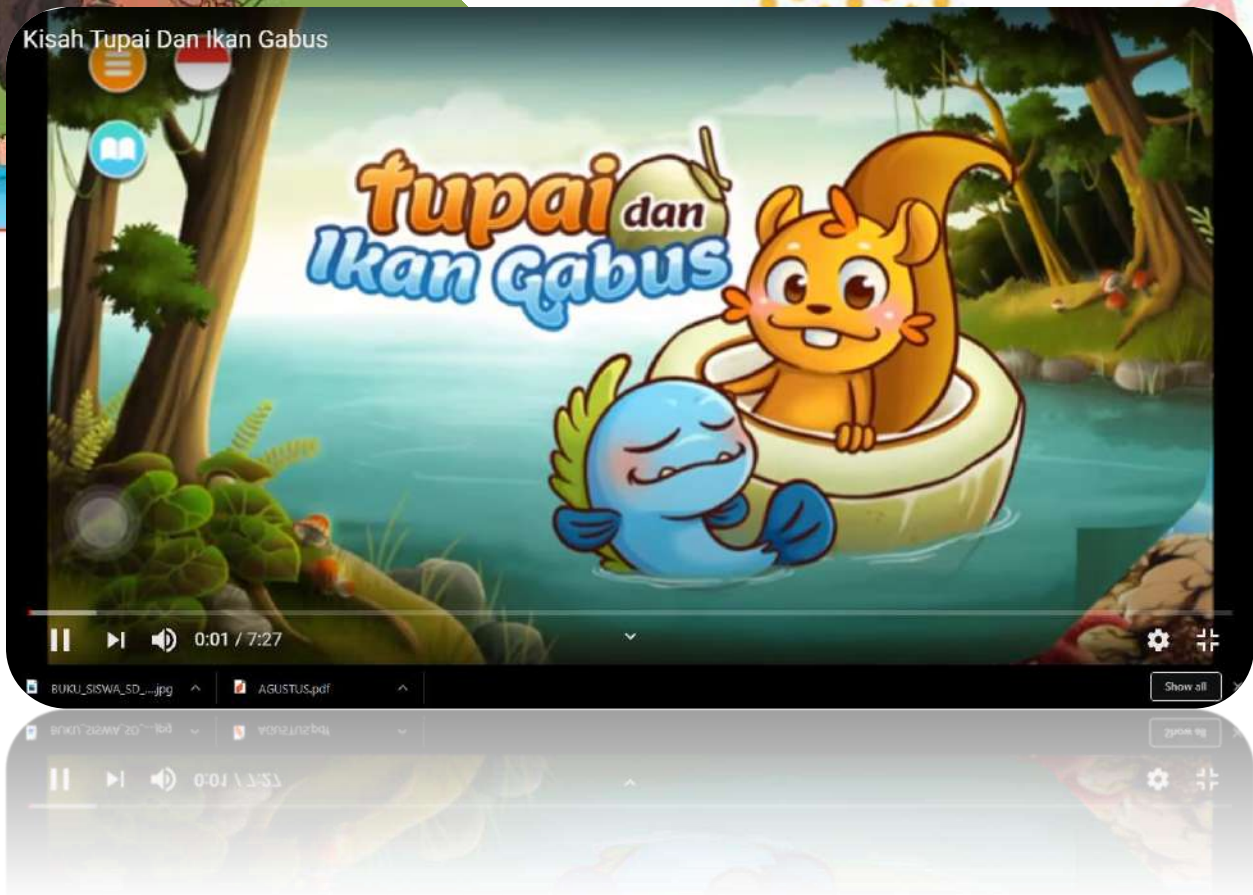 Kisah Tupai Dan Ikan Gabus
Tupai dan
Ikan Gabus
0:01 / 7:27
BUKU_SISWA_SD_....jpg
AGUSTUS.pdf
Show all